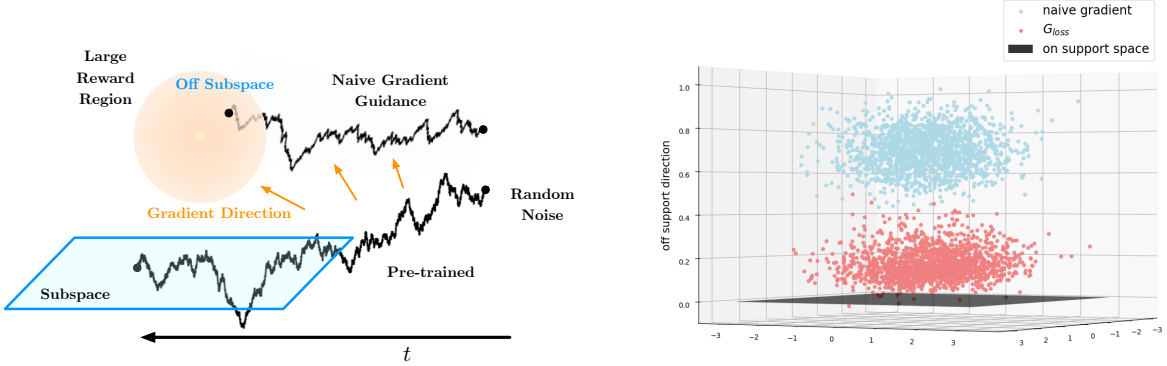 Large
Reward
Region
Off Subspace
Naive Gradient
Guidance
Gradient Direction
Random
Noise
Pre-trained
Subspace
t
naive gradient
G_loss
on support space
off support direction
1.0
0.8
0.6
0.4
0.2
0.0
−3 −2 −1 0 1 2 3
3 2 1 0 −1 −2 −3